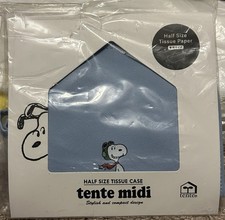 Half Size
Tissue Paper
HALF SIZE TISSUE CASE
tente midi
Stylish and compact design